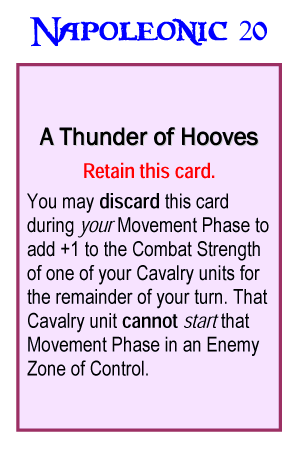 Napoleonic 20
A Thunder of Hooves
Retain this card.
You may discard this card
during your Movement Phase to
add +1 to the Combat Strength
of one of your Cavalry units for
the remainder of your turn. That
Cavalry unit cannot start that
Movement Phase in an Enemy
Zone of Control.